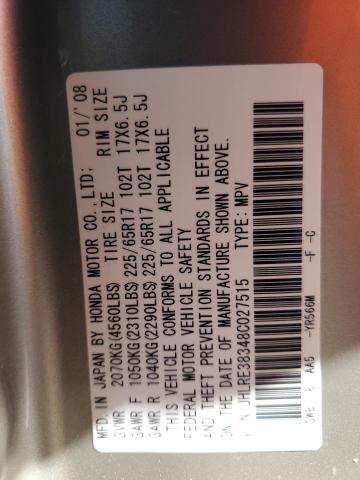 MFD. IN JAPAN BY HONDA MOTOR CO.,LTD: 01/'08
GVWR 2070KG(4560LBS) TIRE SIZE RIM SIZE
GAWR F 1050KG(2310LBS) 225/65R17 102T 17X6.5J
GAWR R 1040KG(2290LBS) 225/65R17 102T 17X6.5J
THIS VEHICLE CONFORMS TO ALL APPLICABLE
FEDERAL MOTOR VEHICLE SAFETY
AND THEFT PREVENTION STANDARDS IN EFFECT
ON THE DATE OF MANUFACTURE SHOWN ABOVE.
V N JHLRE38348C027515 TYPE: MPV
SWB B AA5 -YR566M -F -C